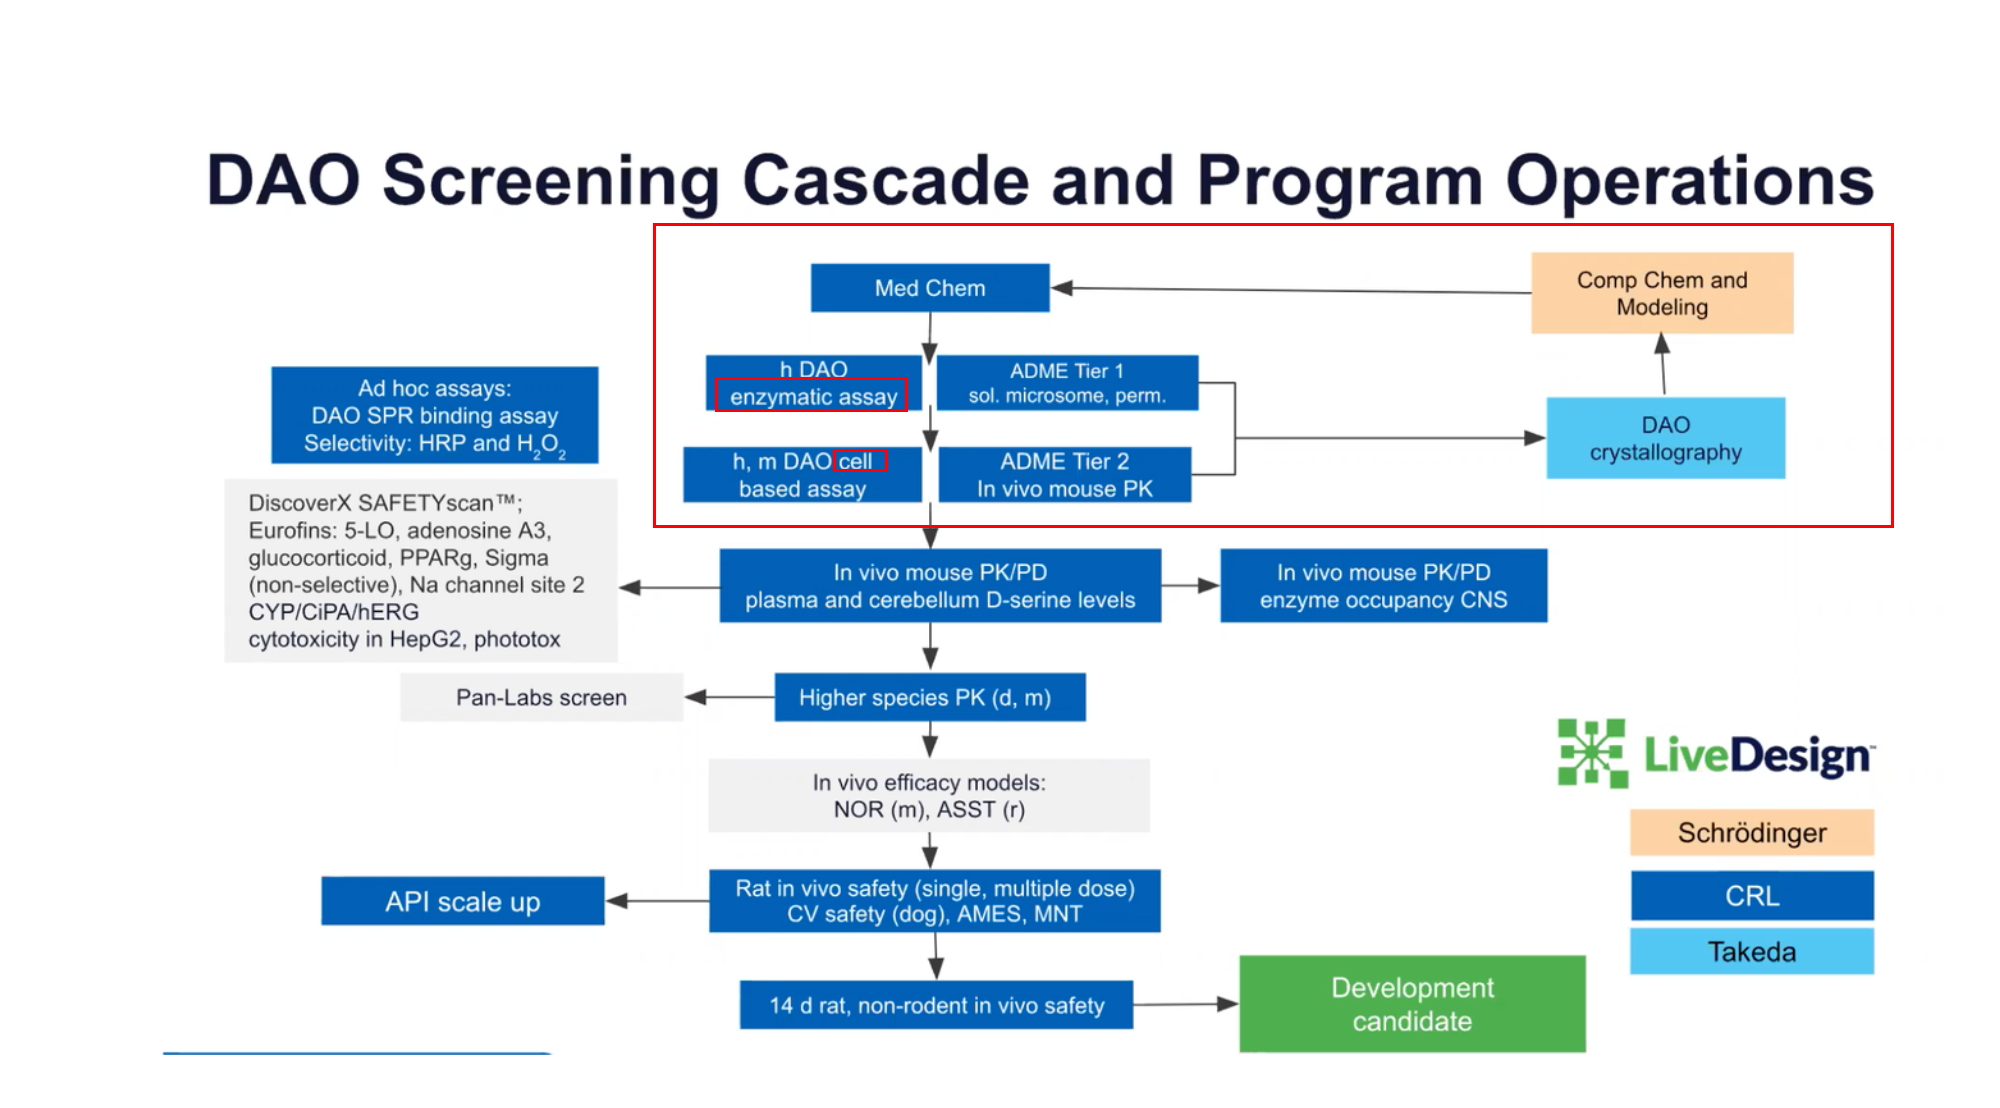 DAO Screening Cascade and Program Operations
Med Chem
Comp Chem and
Modeling
h DAO
enzymatic assay
ADME Tier 1
sol. microsome, perm.
Ad hoc assays:
DAO SPR binding assay
Selectivity: HRP and H₂O₂
DAO
crystallography
h, m DAO cell
based assay
ADME Tier 2
In vivo mouse PK
DiscoverX SAFETYscan™;
Eurofins: 5-LO, adenosine A3,
glucocorticoid, PPARg, Sigma
(non-selective), Na channel site 2
CYP/CiPA/hERG
cytotoxicity in HepG2, phototox
In vivo mouse PK/PD
plasma and cerebellum D-serine levels
In vivo mouse PK/PD
enzyme occupancy CNS
Pan-Labs screen
Higher species PK (d, m)
In vivo efficacy models:
NOR (m), ASST (r)
LiveDesign™
Schrödinger
API scale up
Rat in vivo safety (single, multiple dose)
CV safety (dog), AMES, MNT
CRL
Takeda
14 d rat, non-rodent in vivo safety
Development
candidate